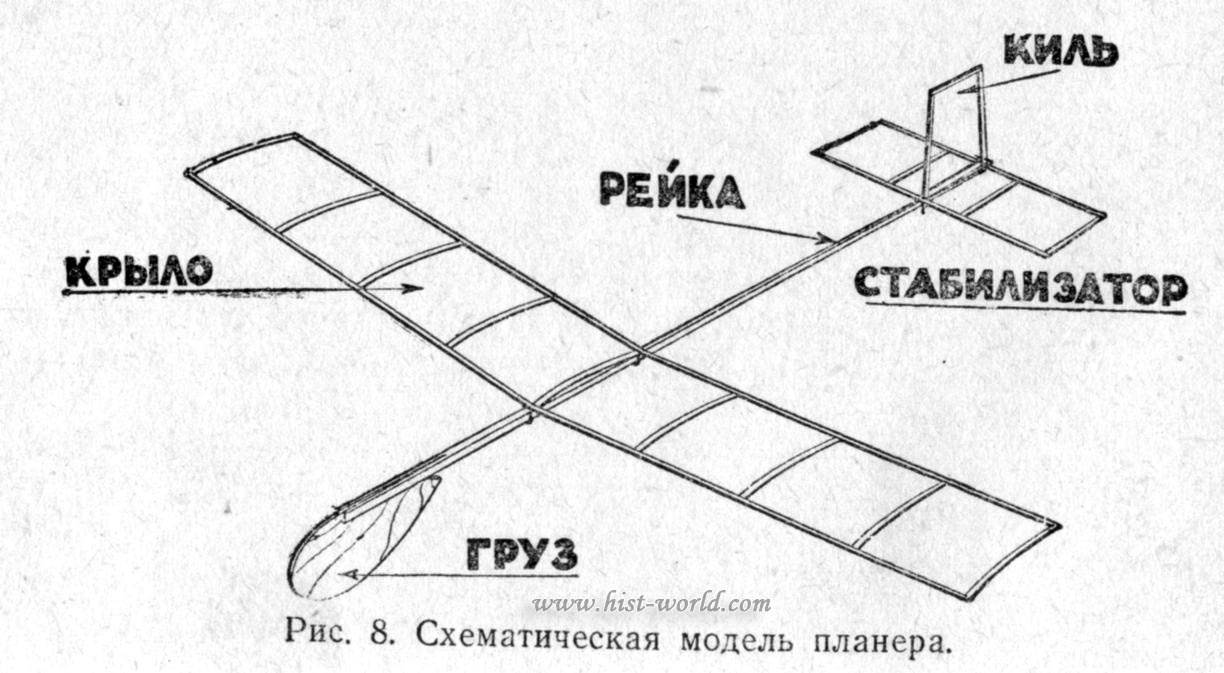 КИЛЬ
РЕЙКА
КРЫЛО
СТАБИЛИЗАТОР
ГРУЗ
www.hist-world.com
Рис. 8. Схематическая модель планера.